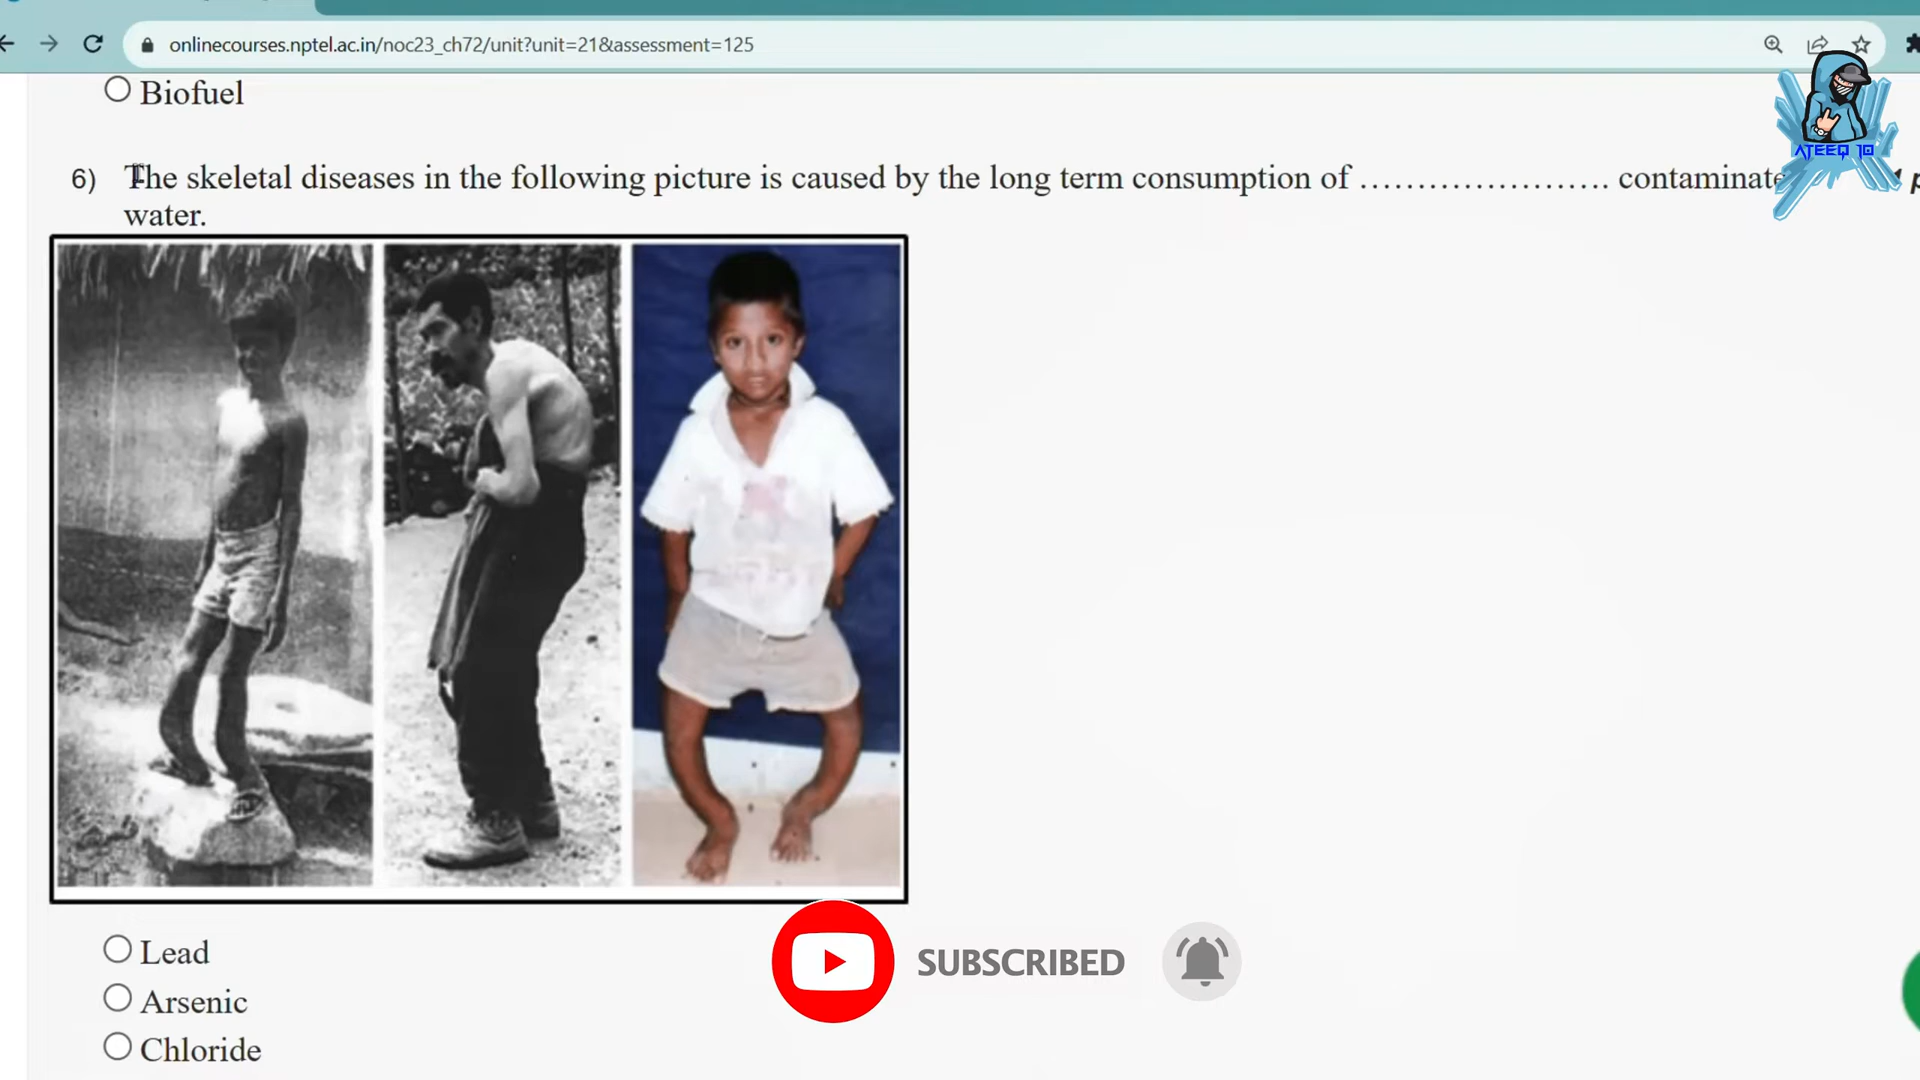 onlinecourses.nptel.ac.in/noc23_ch72/unit?unit=21&assessment=125
Biofuel
ATEEQ 10
6) The skeletal diseases in the following picture is caused by the long term consumption of …………………. contaminate
water.
Lead
SUBSCRIBED
Arsenic
Chloride